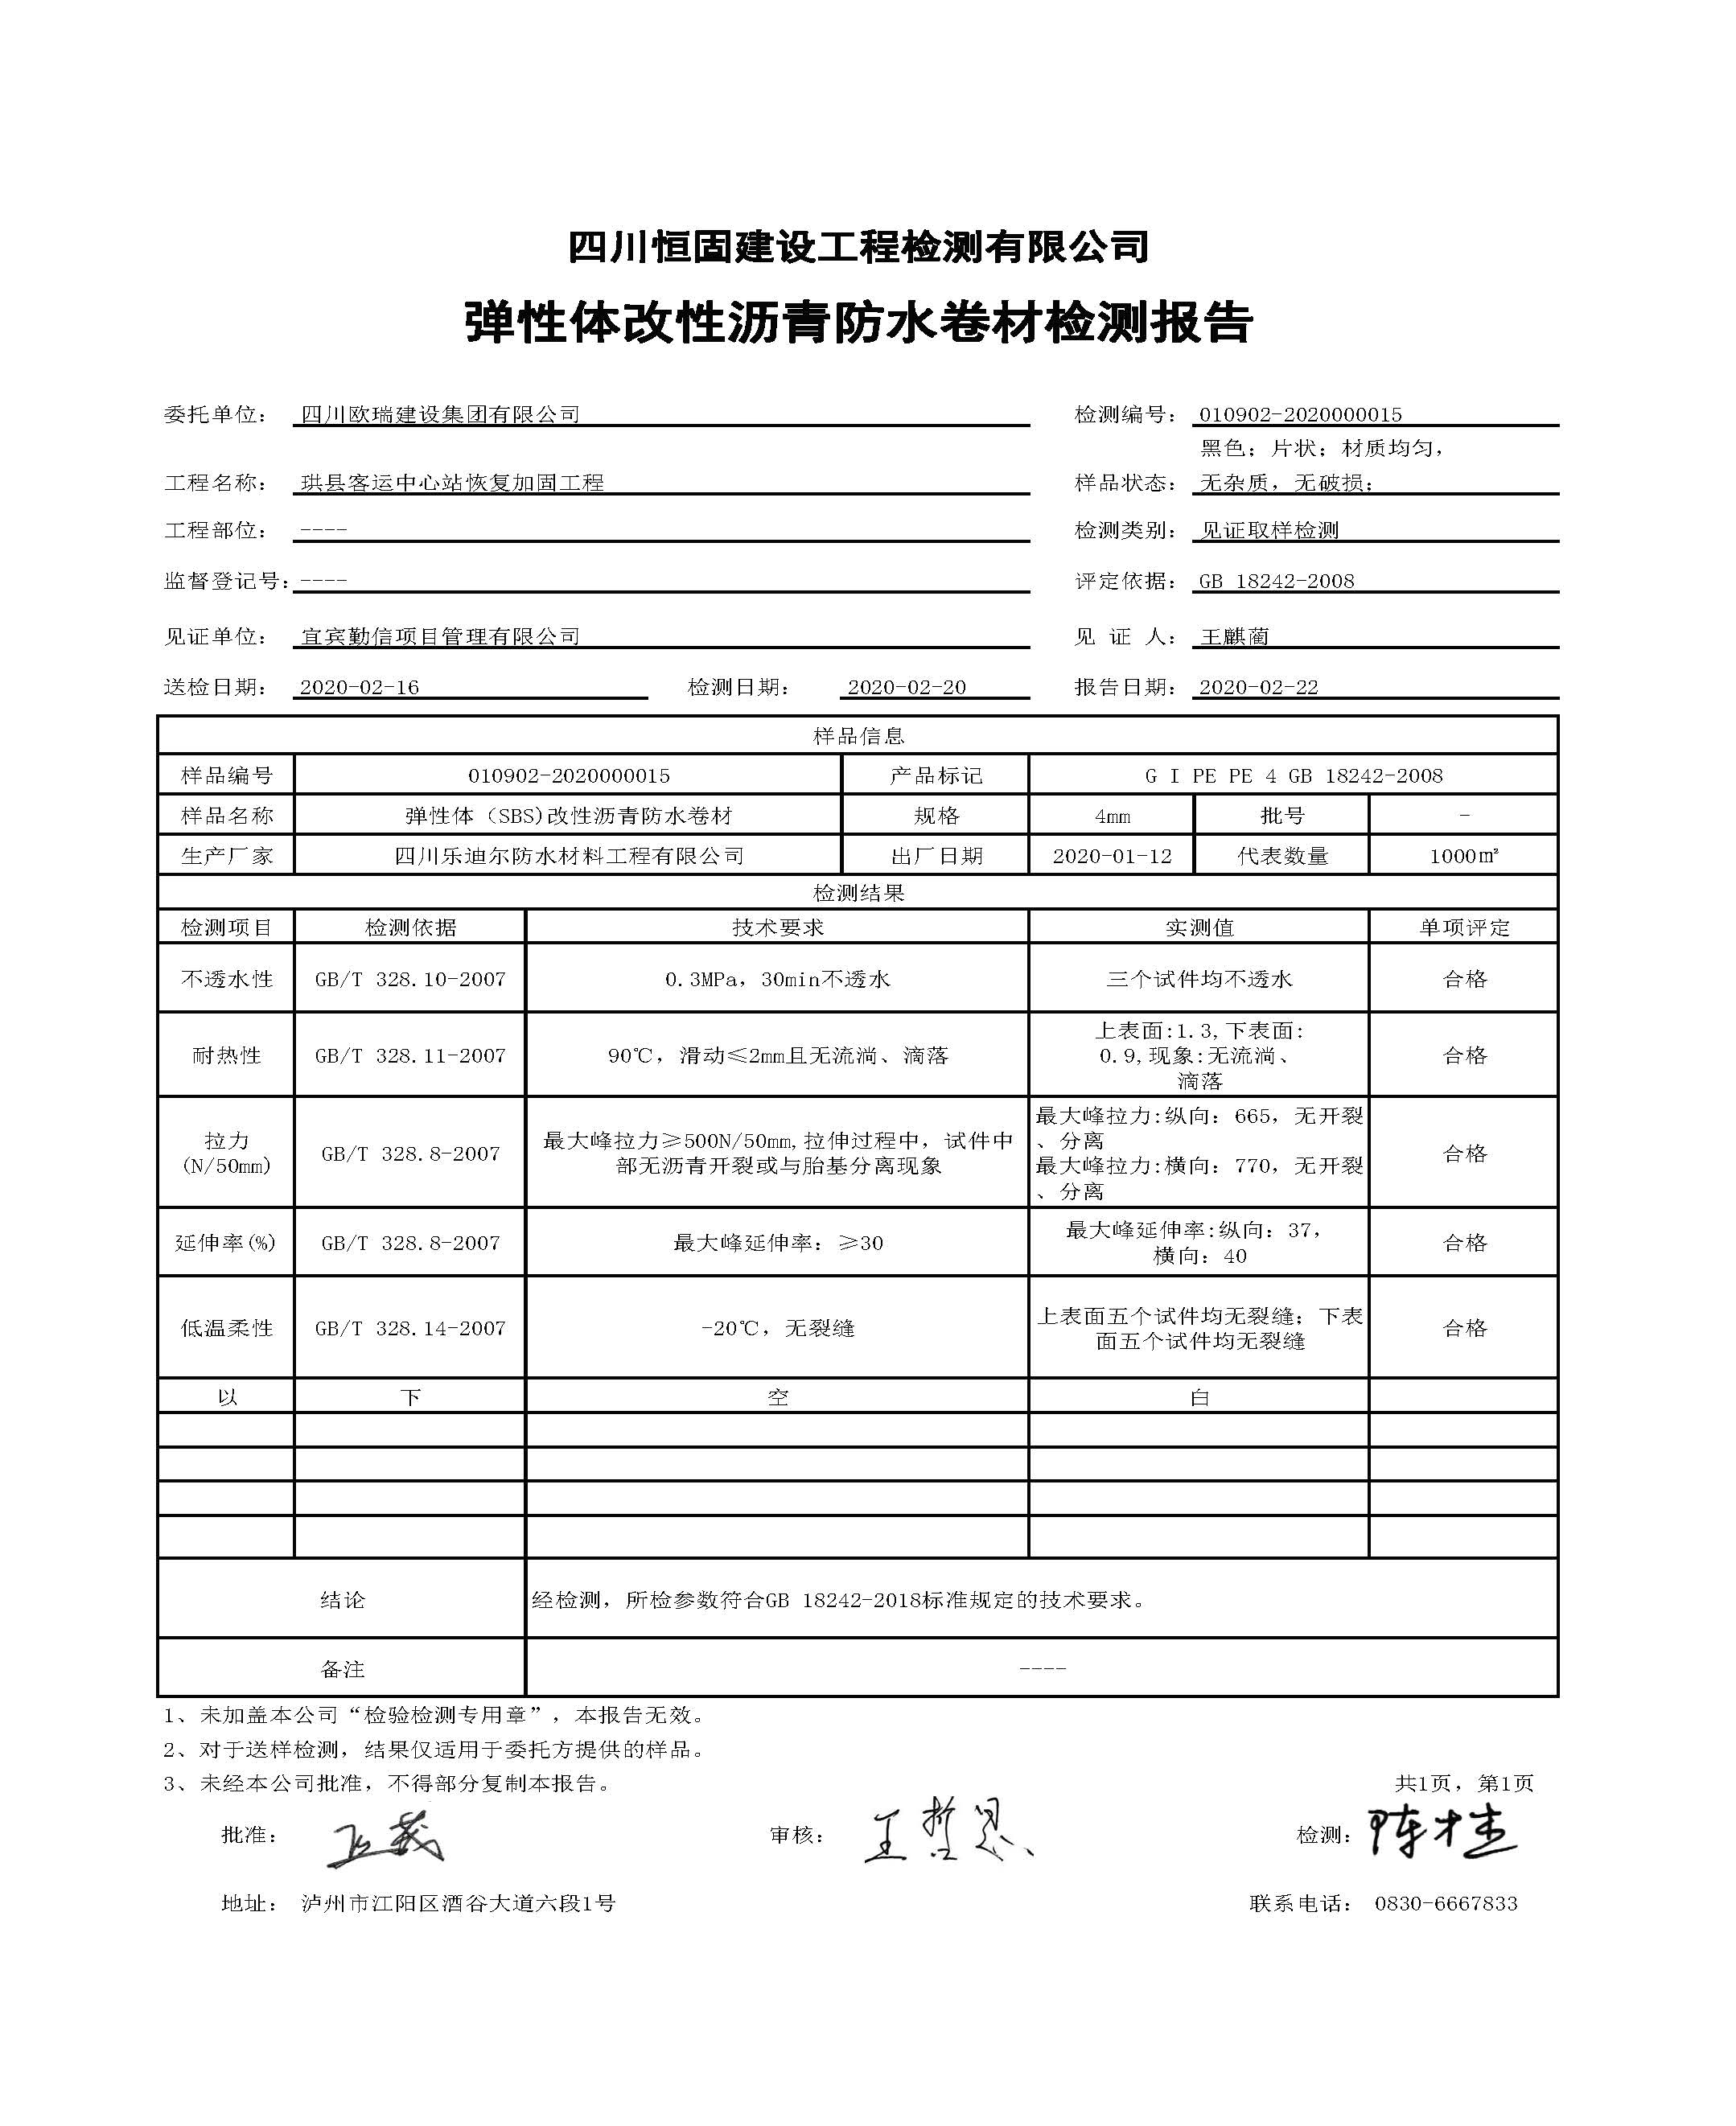 四川恒固建设工程检测有限公司
弹性体改性沥青防水卷材检测报告
委托单位： 四川欧瑞建设集团有限公司 检测编号： 010902-2020000015
黑色；片状；材质均匀，
工程名称： 珙县客运中心站恢复加固工程 样品状态： 无杂质，无破损；
工程部位： ---- 检测类别： 见证取样检测
监督登记号： ---- 评定依据： GB 18242-2008
见证单位： 宜宾勤信项目管理有限公司 见 证 人： 王麒蔺
送检日期： 2020-02-16 检测日期： 2020-02-20 报告日期： 2020-02-22
样品信息
样品编号 010902-2020000015 产品标记 G I PE PE 4 GB 18242-2008
样品名称 弹性体（SBS)改性沥青防水卷材 规格 4mm 批号 -
生产厂家 四川乐迪尔防水材料工程有限公司 出厂日期 2020-01-12 代表数量 1000㎡
检测结果
检测项目 检测依据 技术要求 实测值 单项评定
不透水性 GB/T 328.10-2007 0.3MPa，30min不透水 三个试件均不透水 合格
上表面:1.3,下表面:
耐热性 GB/T 328.11-2007 90℃，滑动≤2mm且无流淌、滴落 0.9,现象:无流淌、 合格
滴落
最大峰拉力:纵向：665，无开裂
拉力 最大峰拉力≥500N/50mm,拉伸过程中，试件中 、分离
(N/50mm) GB/T 328.8-2007 部无沥青开裂或与胎基分离现象 最大峰拉力:横向：770，无开裂 合格
、分离
延伸率(%) GB/T 328.8-2007 最大峰延伸率：≥30 最大峰延伸率:纵向：37， 合格
横向：40
低温柔性 GB/T 328.14-2007 -20℃，无裂缝 上表面五个试件均无裂缝；下表 合格
面五个试件均无裂缝
以 下 空 白
结论 经检测，所检参数符合GB 18242-2018标准规定的技术要求。
备注 ----
1、未加盖本公司“检验检测专用章”，本报告无效。
2、对于送样检测，结果仅适用于委托方提供的样品。
3、未经本公司批准，不得部分复制本报告。 共1页，第1页
批准： 审核： 王哲恩 检测：
地址： 泸州市江阳区酒谷大道六段1号 联系电话： 0830-6667833